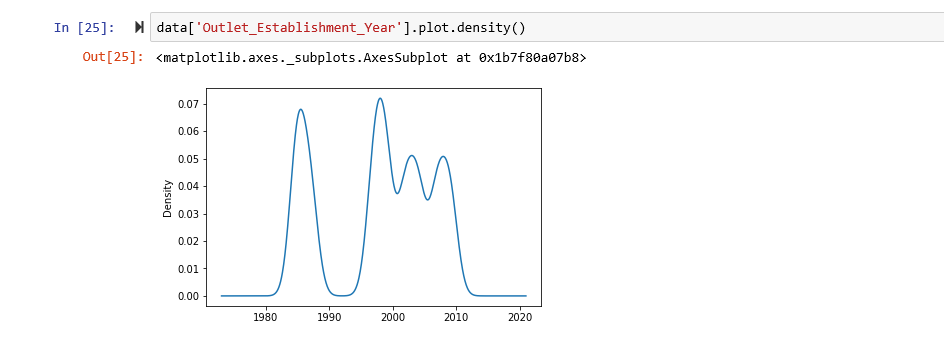 In [25]: data['Outlet_Establishment_Year'].plot.density()
Out[25]: <matplotlib.axes._subplots.AxesSubplot at 0x1b7f80a07b8>
0.07
0.06
0.05
0.04
0.03
0.02
0.01
0.00
Density
1980 1990 2000 2010 2020